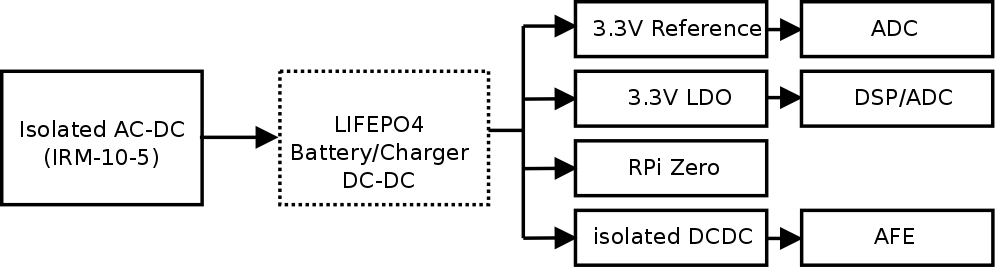 Isolated AC-DC
(IRM-10-5)
LIFEPO4
Battery/Charger
DC-DC
3.3V Reference
ADC
3.3V LDO
DSP/ADC
RPi Zero
isolated DCDC
AFE